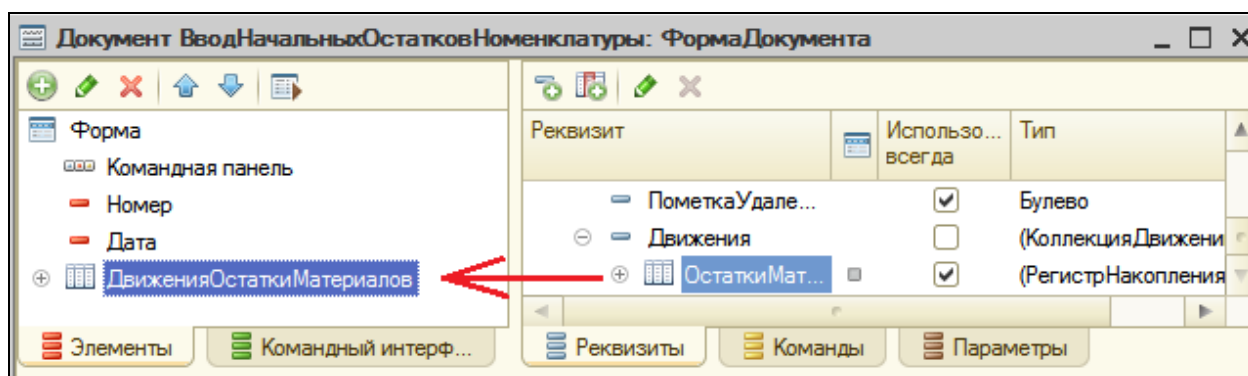 Документ ВводНачальныхОстатковНоменклатуры: ФормаДокумента
Форма
Командная панель
Номер
Дата
ДвиженияОстаткиМатериалов
Элементы
Командный интерф...
Реквизит
Использо...
всегда
Тип
ПометкаУдале...
Булево
Движения
(КоллекцияДвижени
ОстаткиМат...
(РегистрНакопления
Реквизиты
Команды
Параметры